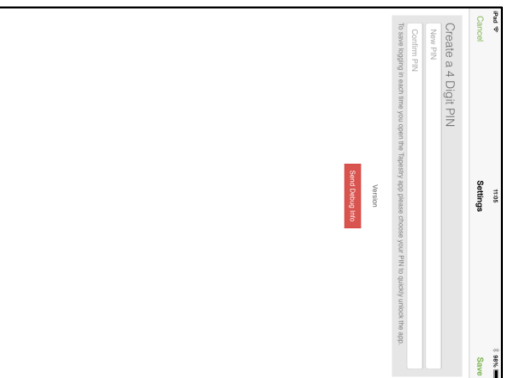 iPad 11:05 98%
Cancel Settings Save
Create a 4 Digit PIN
New PIN
Confirm PIN
To save logging in each time you open the Tapestry app please choose your PIN to quickly unlock the app.
Version
Send Debug Info